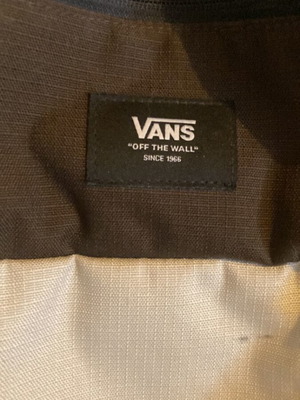 VANS
"OFF THE WALL"
SINCE 1966